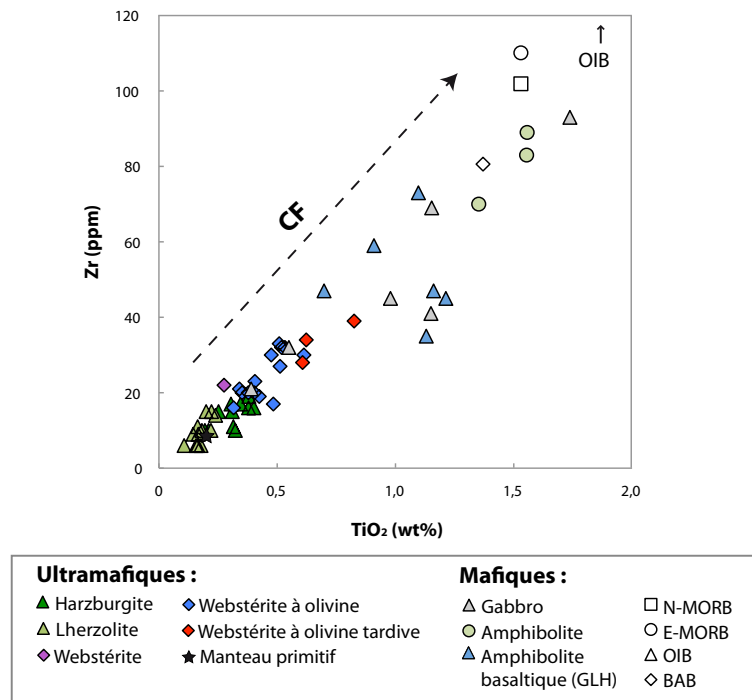 120
100
80
60
40
20
0
Zr (ppm)
CF
↑
OIB
0
0,5
1,0
1,5
2,0
TiO₂ (wt%)
Ultramafiques :
Harzburgite
Lherzolite
Webstérite
Webstérite à olivine
Webstérite à olivine tardive
Manteau primitif
Mafiques :
Gabbro
Amphibolite
Amphibolite
basaltique (GLH)
N-MORB
E-MORB
OIB
BAB